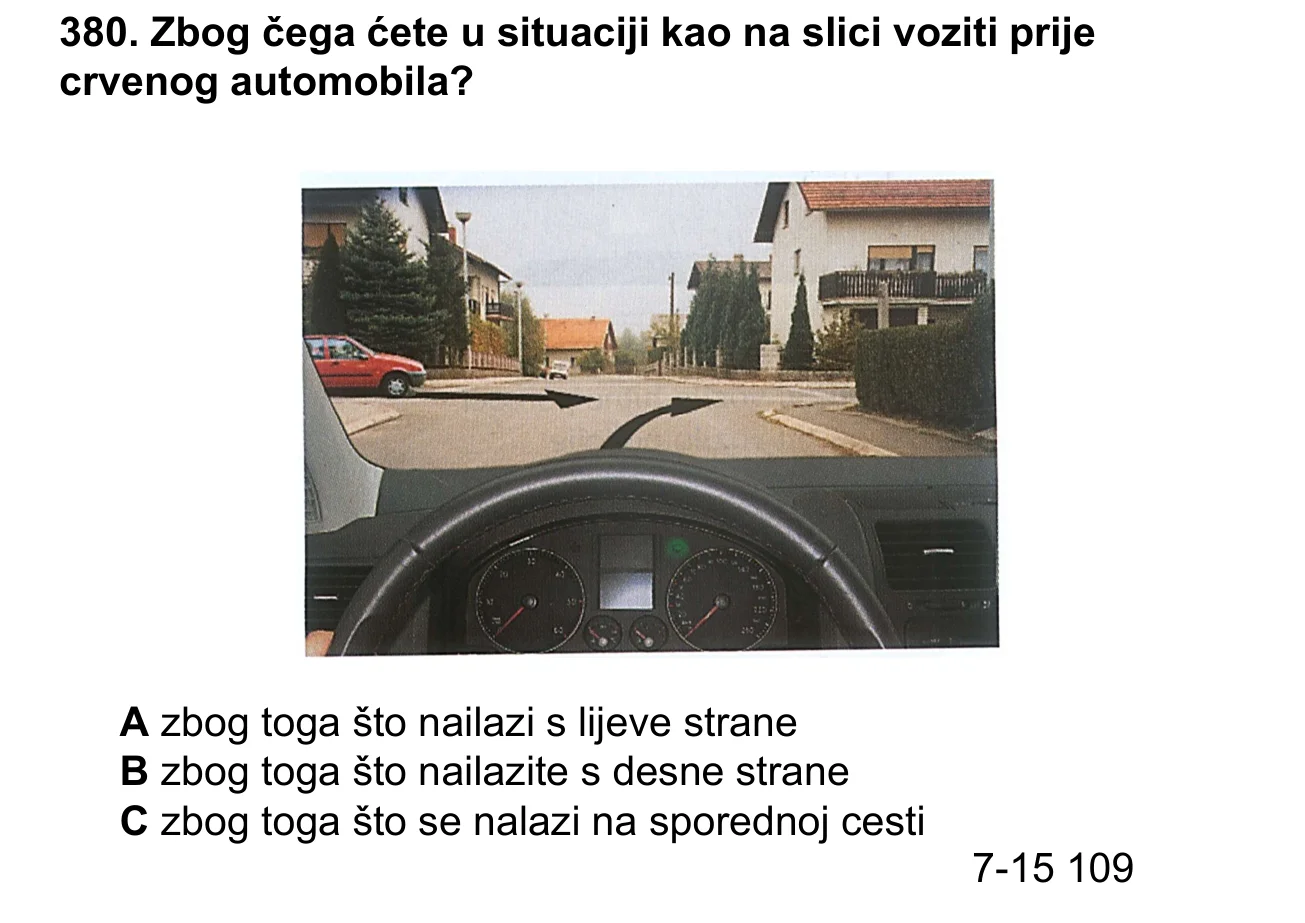 380. Zbog čega ćete u situaciji kao na slici voziti prije
crvenog automobila?
A zbog toga što nailazi s lijeve strane
B zbog toga što nailazite s desne strane
C zbog toga što se nalazi na sporednoj cesti
7-15 109